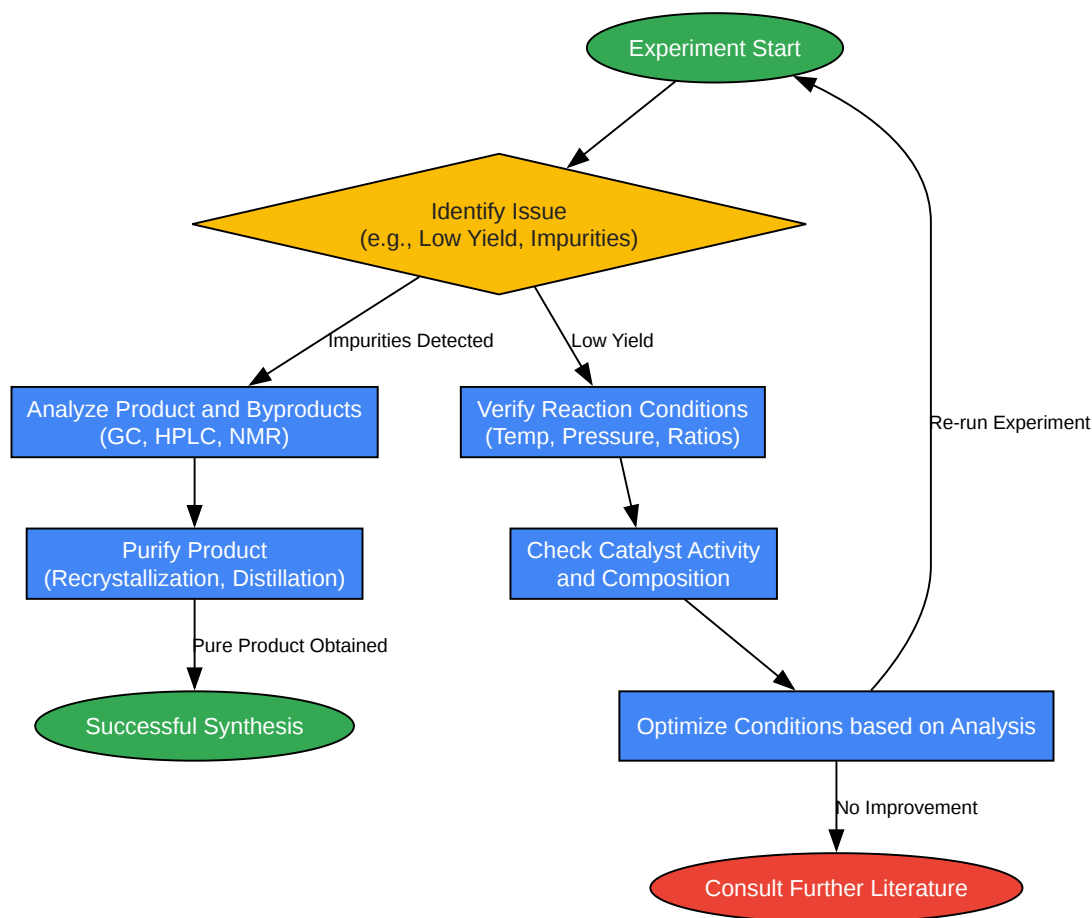 Experiment Start
Identify Issue
(e.g., Low Yield, Impurities)
Impurities Detected
Low Yield
Analyze Product and Byproducts
(GC, HPLC, NMR)
Verify Reaction Conditions
(Temp, Pressure, Ratios)
Re-run Experiment
Purify Product
(Recrystallization, Distillation)
Check Catalyst Activity
and Composition
Pure Product Obtained
Successful Synthesis
Optimize Conditions based on Analysis
No Improvement
Consult Further Literature